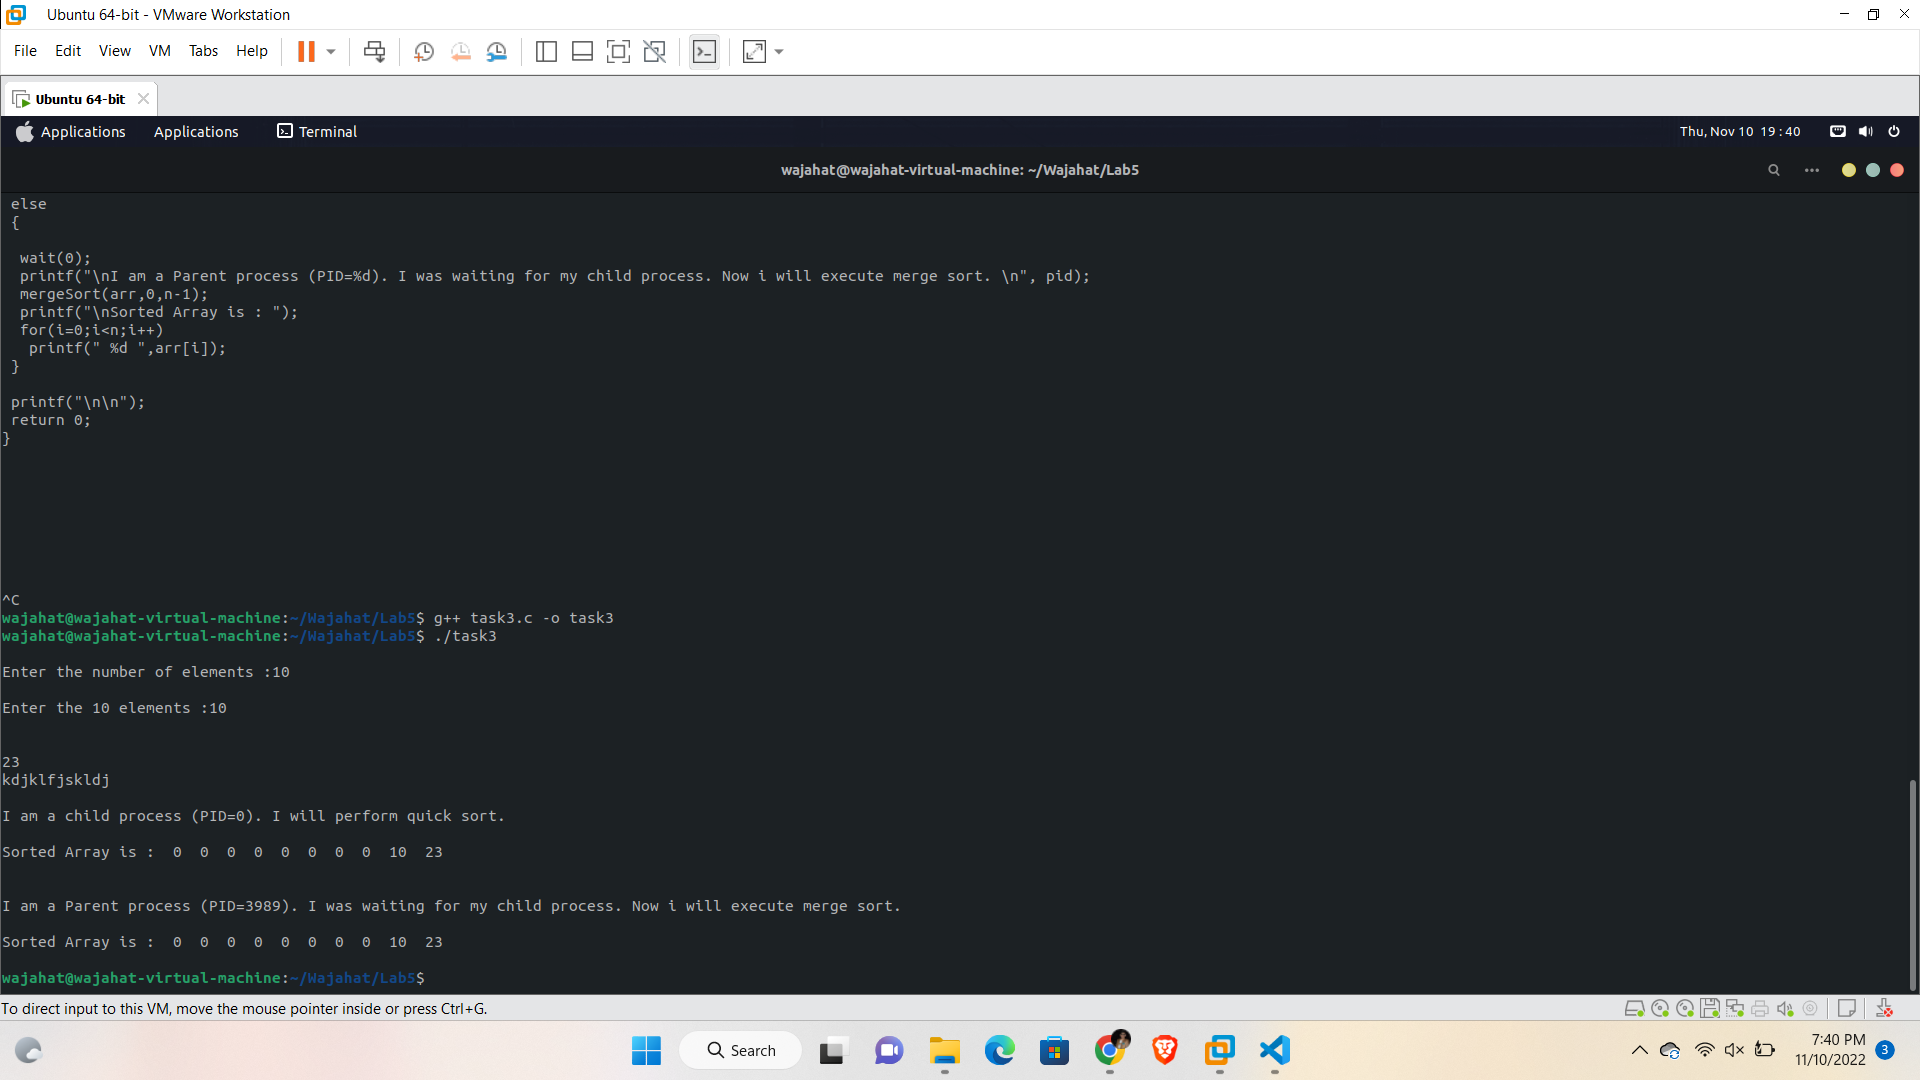 Ubuntu 64-bit - VMware Workstation
File Edit View VM Tabs Help
Ubuntu 64-bit
Applications Applications Terminal Thu, Nov 10 19:40
wajahat@wajahat-virtual-machine: ~/Wajahat/Lab5
else
{
wait(0);
printf("\nI am a Parent process (PID=%d). I was waiting for my child process. Now i will execute merge sort. \n", pid);
mergeSort(arr,0,n-1);
printf("\nSorted Array is : ");
for(i=0;i<n;i++)
printf(" %d ",arr[i]);
}
printf("\n\n");
return 0;
}
^C
wajahat@wajahat-virtual-machine:~/Wajahat/Lab5$ g++ task3.c -o task3
wajahat@wajahat-virtual-machine:~/Wajahat/Lab5$ ./task3
Enter the number of elements :10
Enter the 10 elements :10
23
kdjklfjskldj
I am a child process (PID=0). I will perform quick sort.
Sorted Array is :  0  0  0  0  0  0  0  0  10  23
I am a Parent process (PID=3989). I was waiting for my child process. Now i will execute merge sort.
Sorted Array is :  0  0  0  0  0  0  0  0  10  23
wajahat@wajahat-virtual-machine:~/Wajahat/Lab5$
To direct input to this VM, move the mouse pointer inside or press Ctrl+G.
Search
7:40 PM
11/10/2022
3